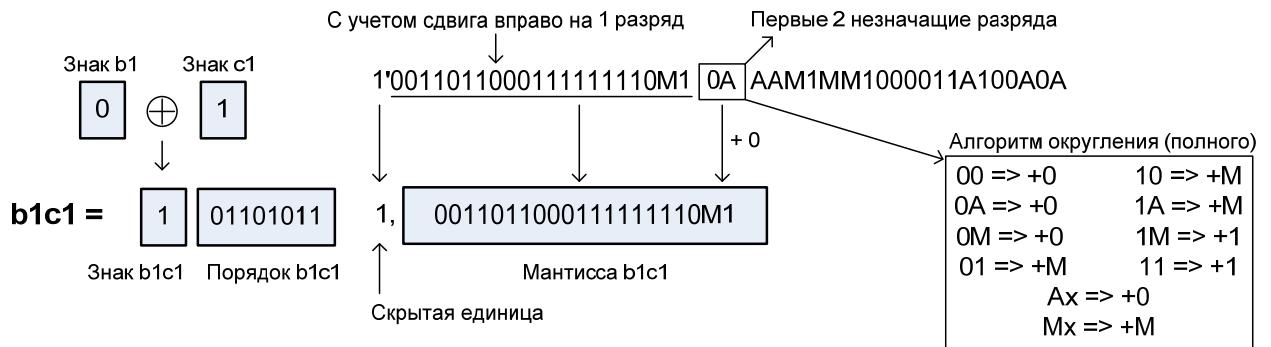 С учетом сдвига вправо на 1 разряд
Первые 2 незначащие разряда
Знак b1
Знак c1
0 ⊕ 1
1'0011011000111111110M1 0A AAM1MM1000011A100A0A
+ 0
b1c1 = 1 01101011 1, 0011011000111111110M1
Знак b1c1
Порядок b1c1
Мантисса b1c1
Скрытая единица
Алгоритм округления (полного)
00 => +0 10 => +M
0A => +0 1A => +M
0M => +0 1M => +1
01 => +M 11 => +1
Ax => +0
Mx => +M